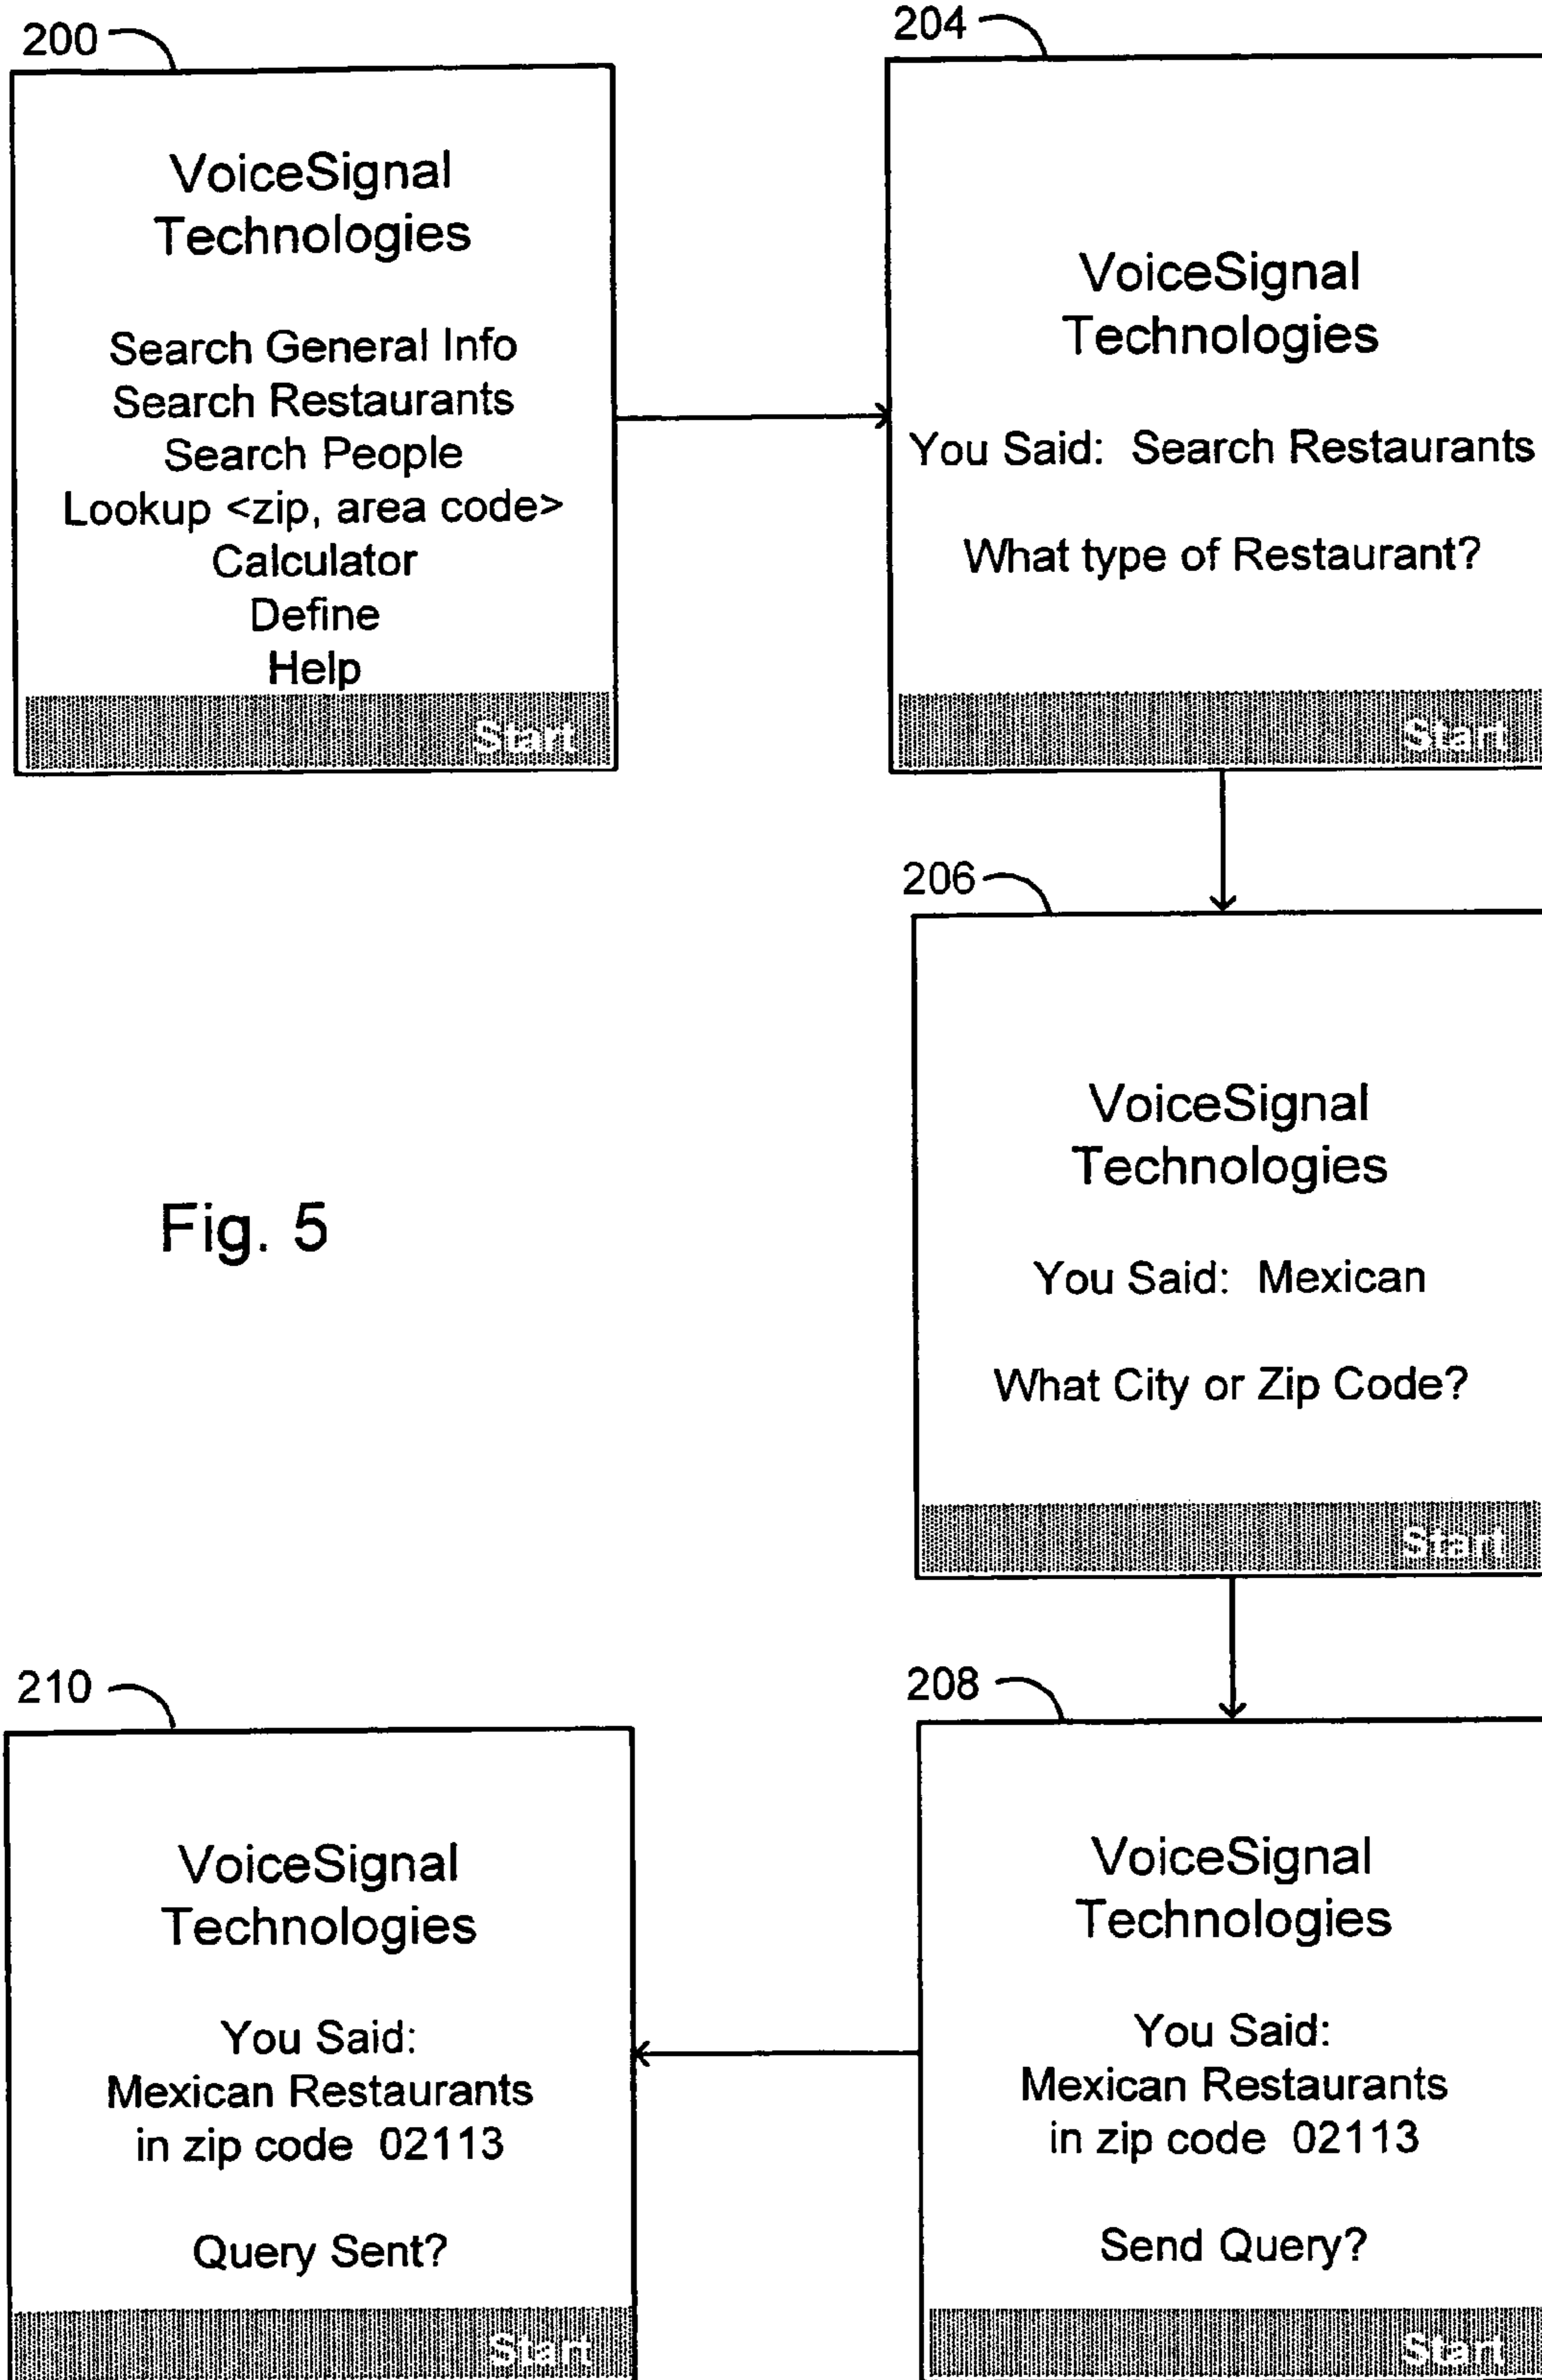 200
VoiceSignal
Technologies
Search General Info
Search Restaurants
Search People
Lookup <zip, area code>
Calculator
Define
Help
Start
204
VoiceSignal
Technologies
You Said: Search Restaurants
What type of Restaurant?
Start
206
VoiceSignal
Technologies
You Said: Mexican
What City or Zip Code?
Start
Fig. 5
208
VoiceSignal
Technologies
You Said:
Mexican Restaurants
in zip code 02113
Send Query?
Start
210
VoiceSignal
Technologies
You Said:
Mexican Restaurants
in zip code 02113
Query Sent?
Start